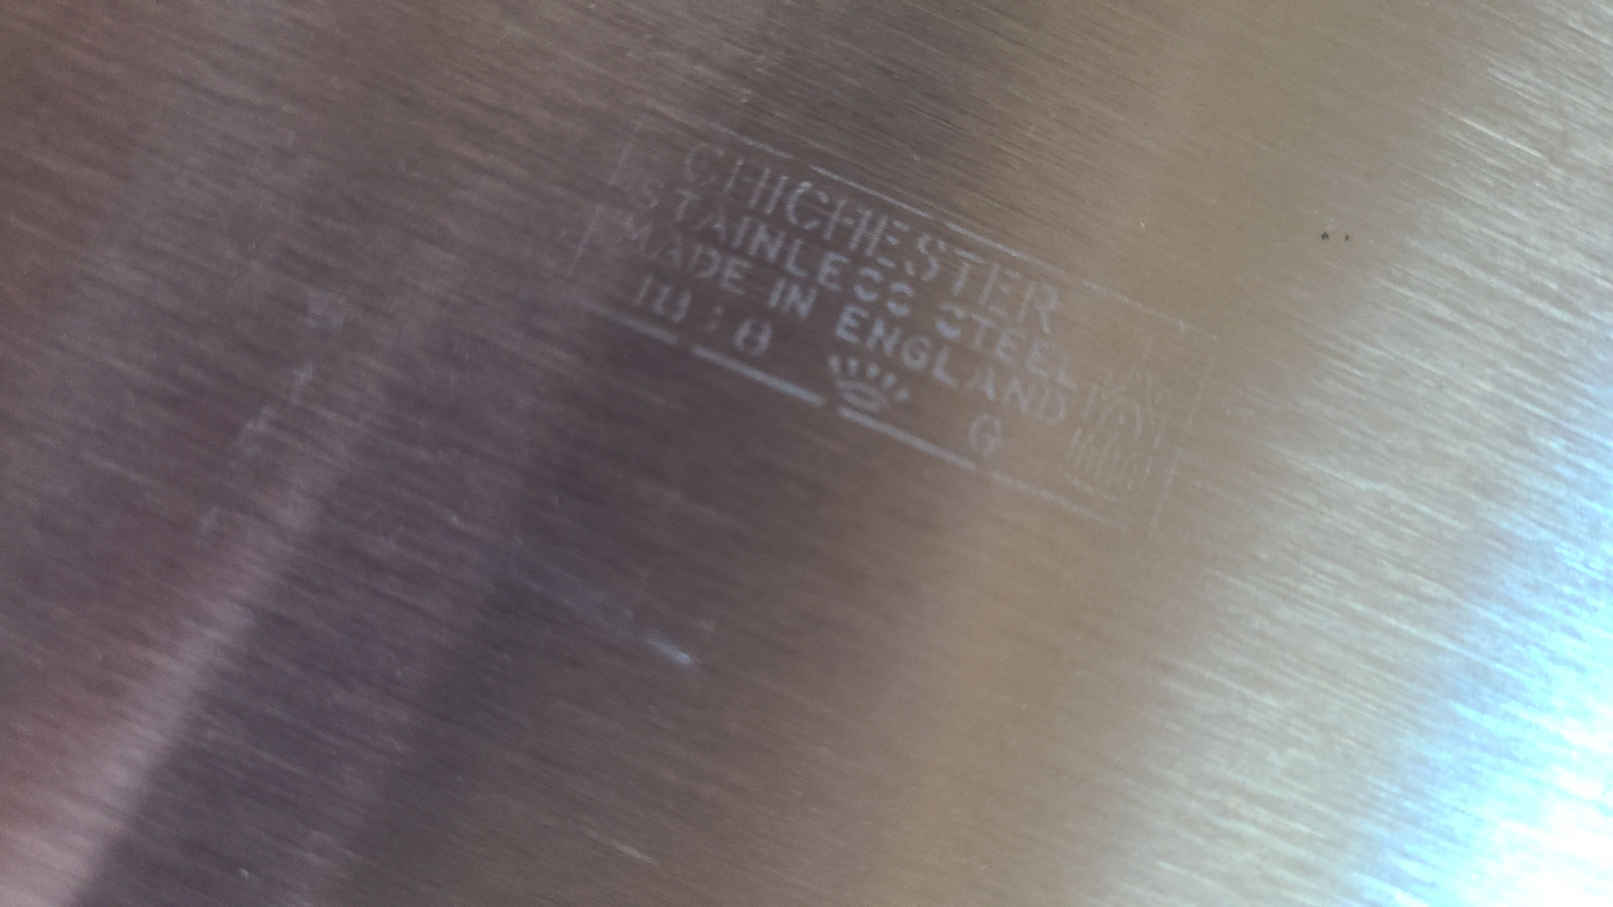 CHICHESTER
STAINLESS STEEL
MADE IN ENGLAND
18:8 G